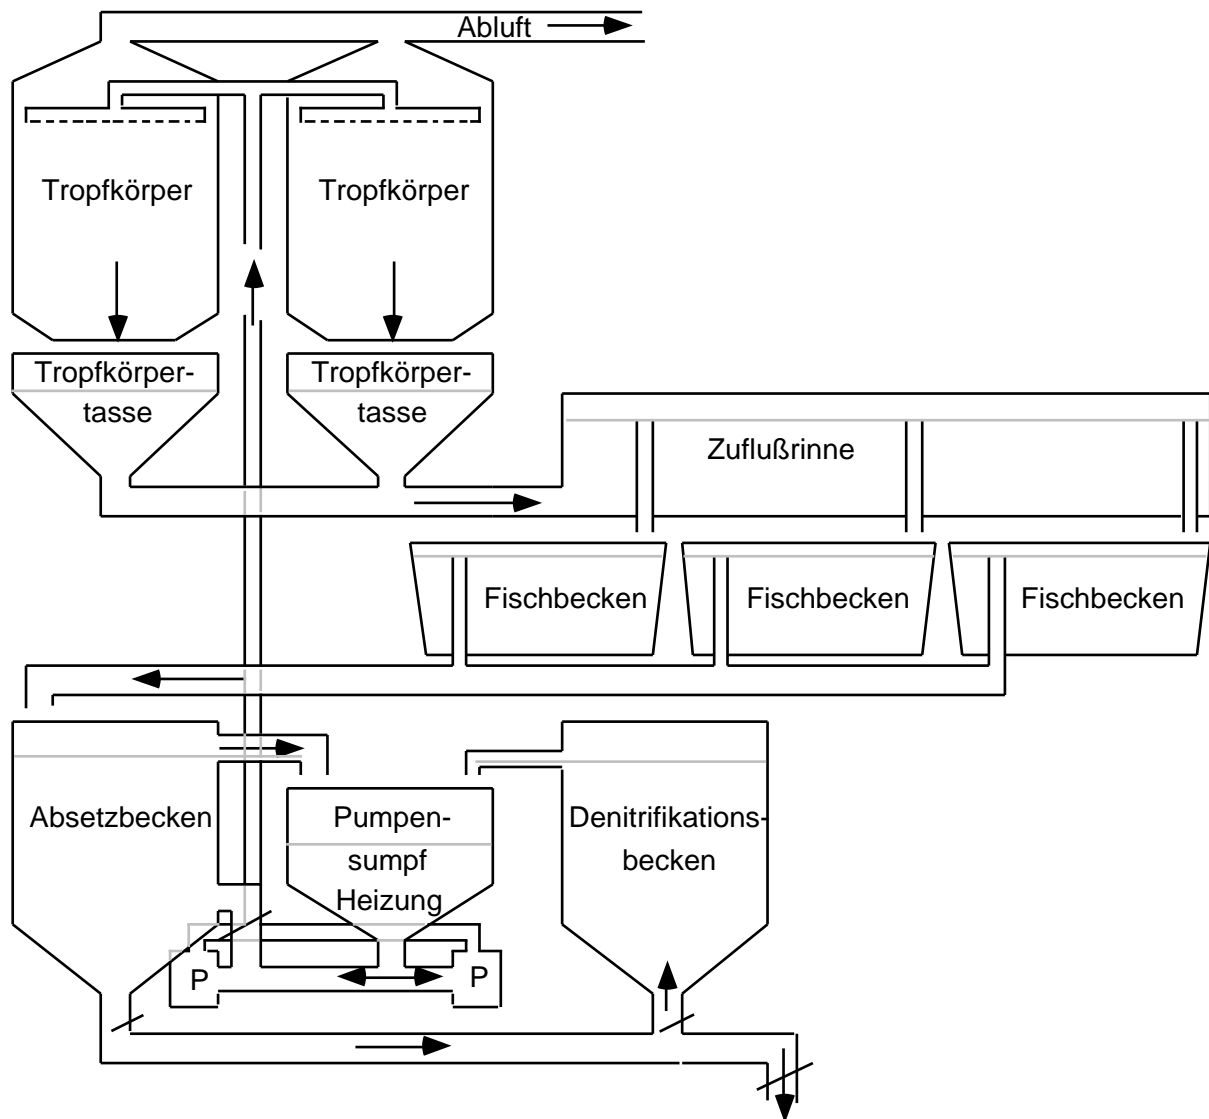 Abluft
Tropfkörper
Tropfkörper
Tropfkörper-
tasse
Tropfkörper-
tasse
Zuflußrinne
Fischbecken
Fischbecken
Fischbecken
Absetzbecken
Pumpen-
sumpf
Heizung
Denitrifikations-
becken
P
P